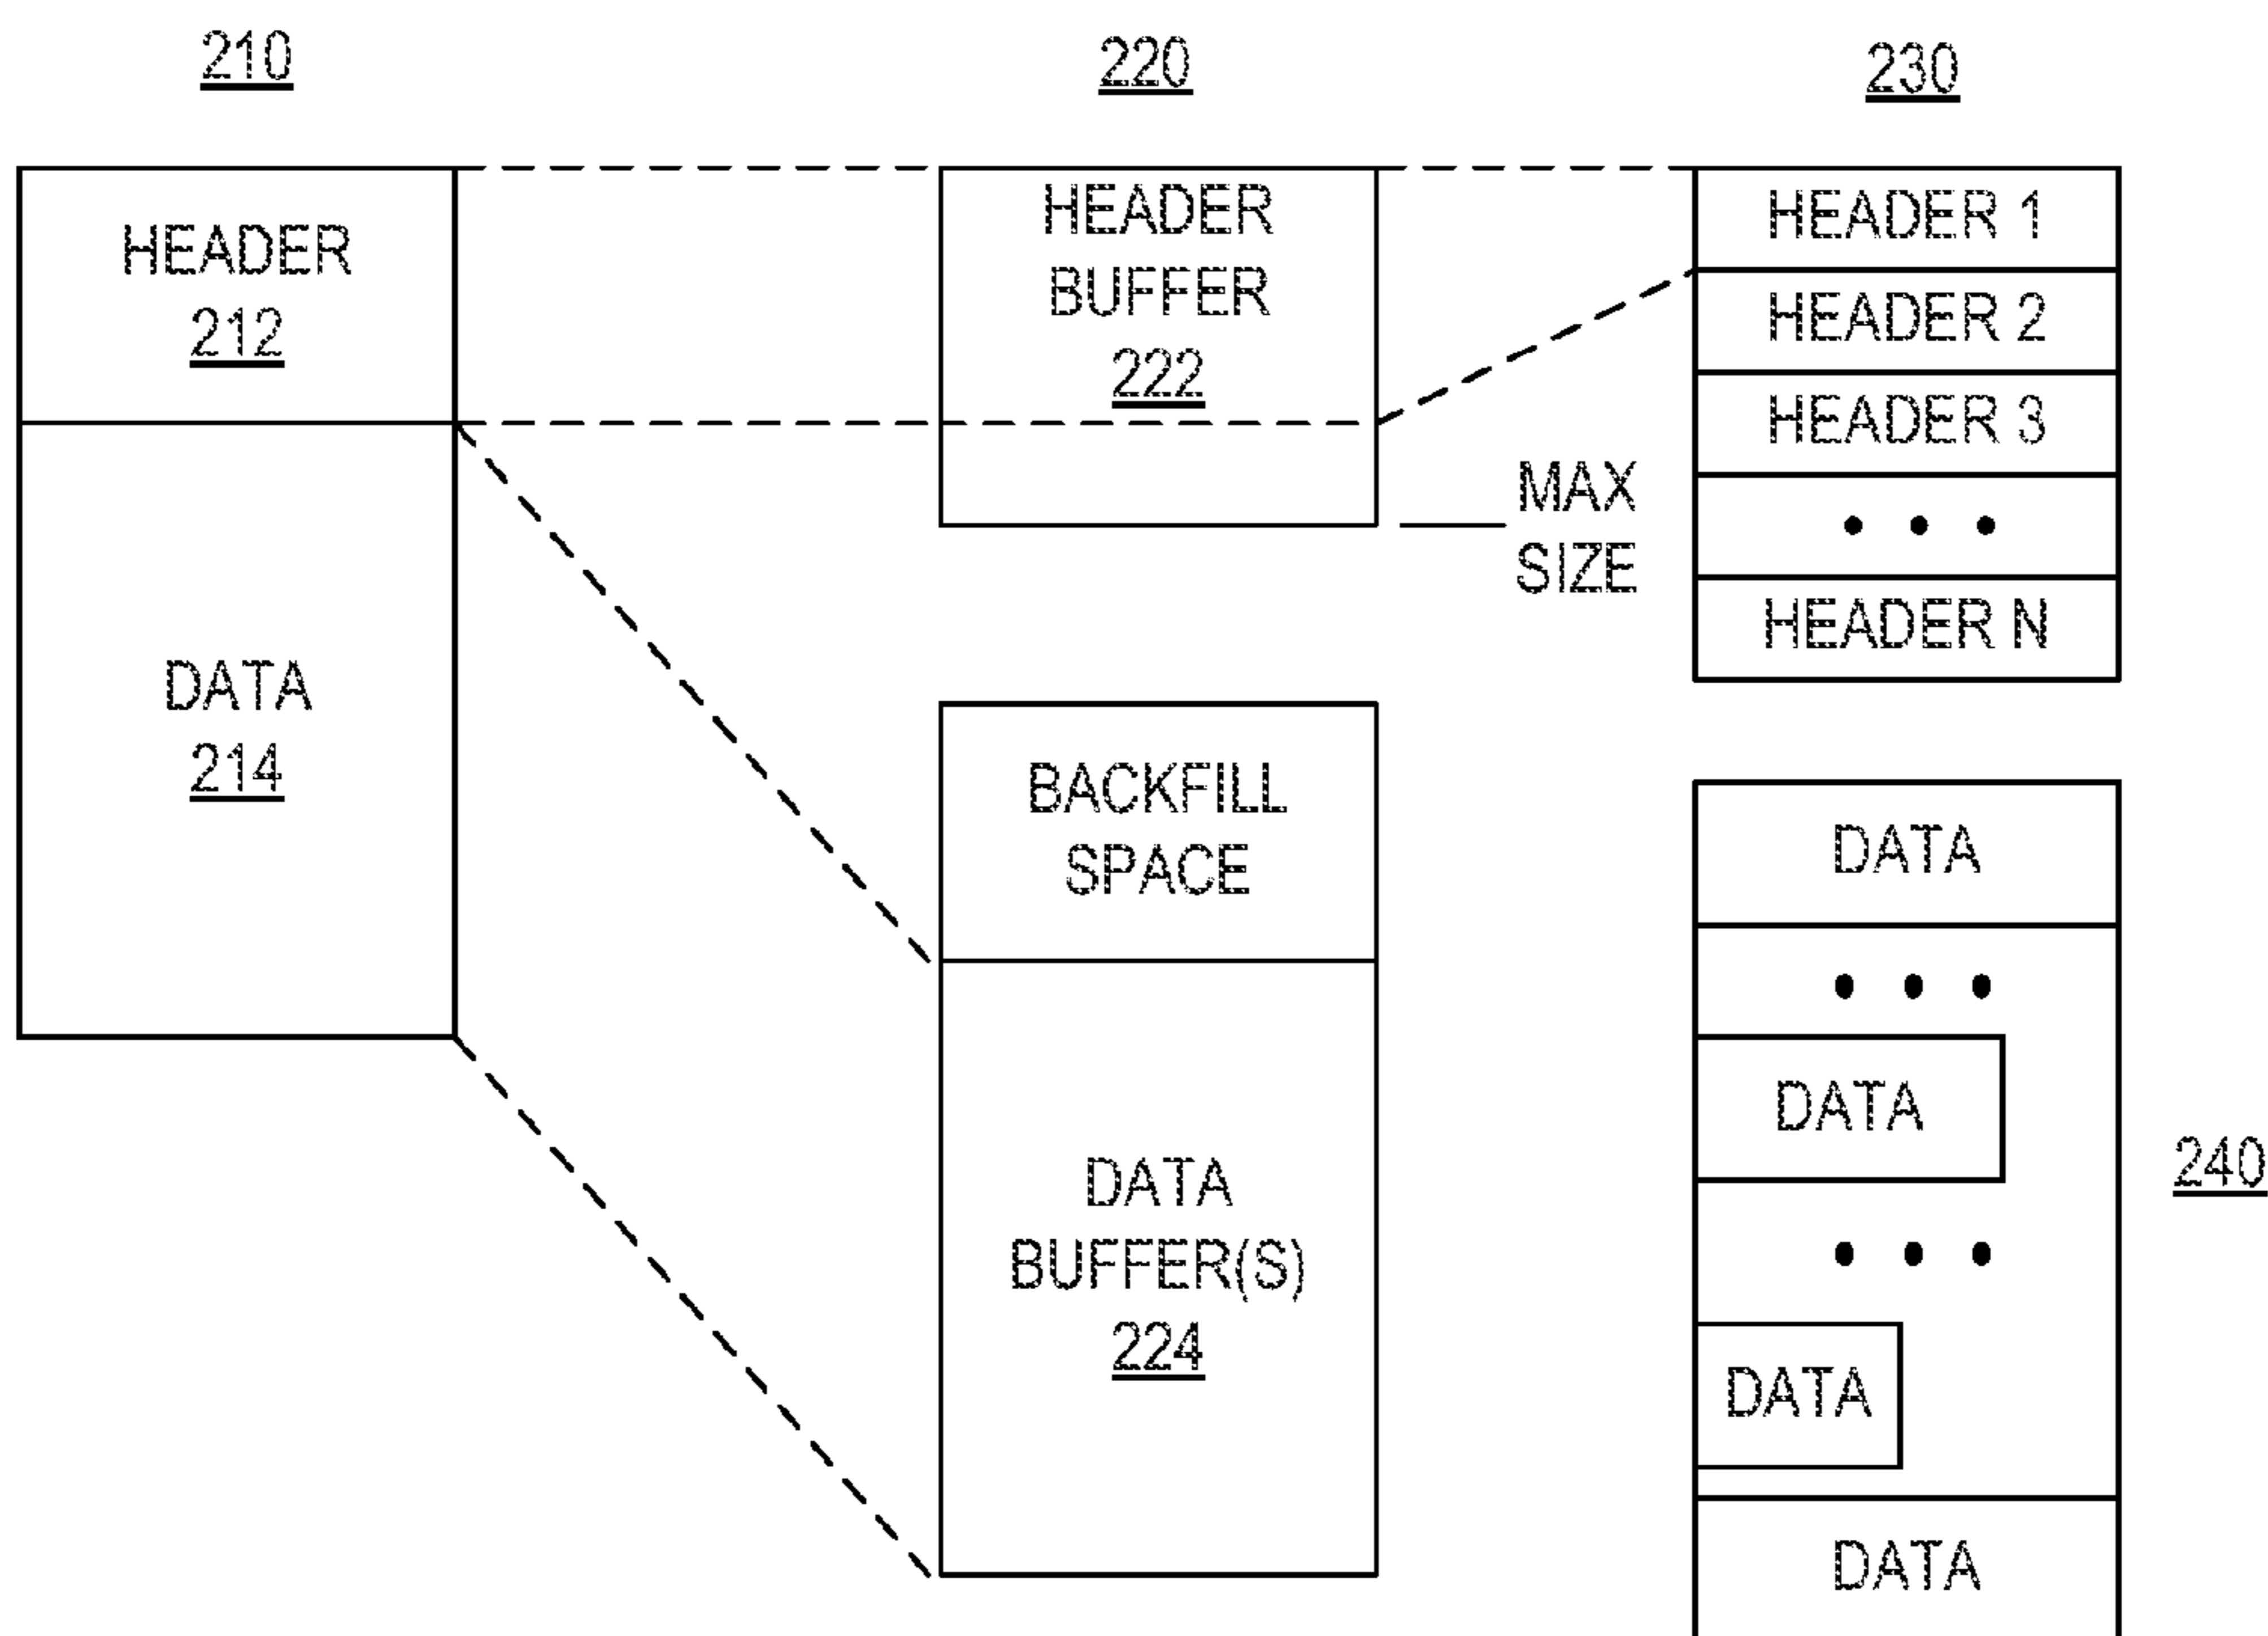 210
220
230
HEADER
212
DATA
214
HEADER
BUFFER
222
MAX
SIZE
BACKFILL
SPACE
DATA
BUFFER(S)
224
HEADER 1
HEADER 2
HEADER 3
• • •
HEADER N
DATA
• • •
DATA
• • •
DATA
DATA
240